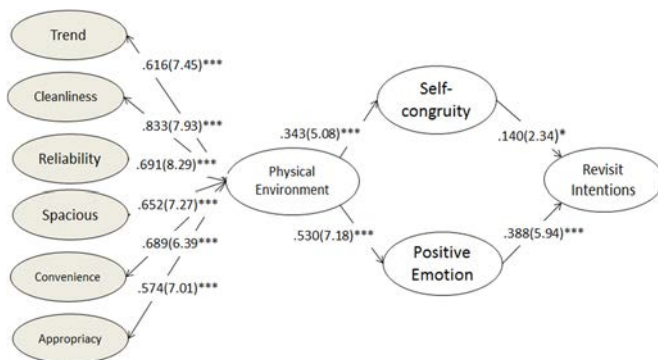 Trend
.616(7.45)***
Cleanliness
.833(7.93)***
Reliability
.691(8.29)***
Spacious
.652(7.27)***
Convenience
.689(6.39***
Appropriacy
.574(7.01)***
Physical
Environment
.343(5.08)***
.530(7.18)***
Self-
congruity
Positive
Emotion
.140(2.34)*
.388(5.94)***
Revisit
Intentions